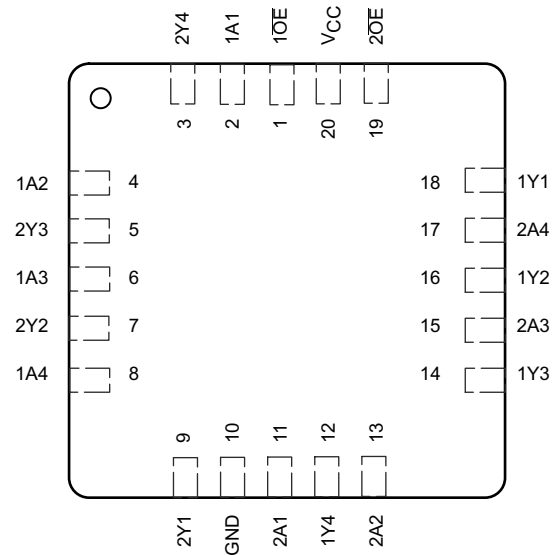 2Y4 1A1 1O̅E̅ VCC 2O̅E̅
3 2 1 20 19
1A2 4 18 1Y1
2Y3 5 17 2A4
1A3 6 16 1Y2
2Y2 7 15 2A3
1A4 8 14 1Y3
9 10 11 12 13
2Y1 GND 2A1 1Y4 2A2